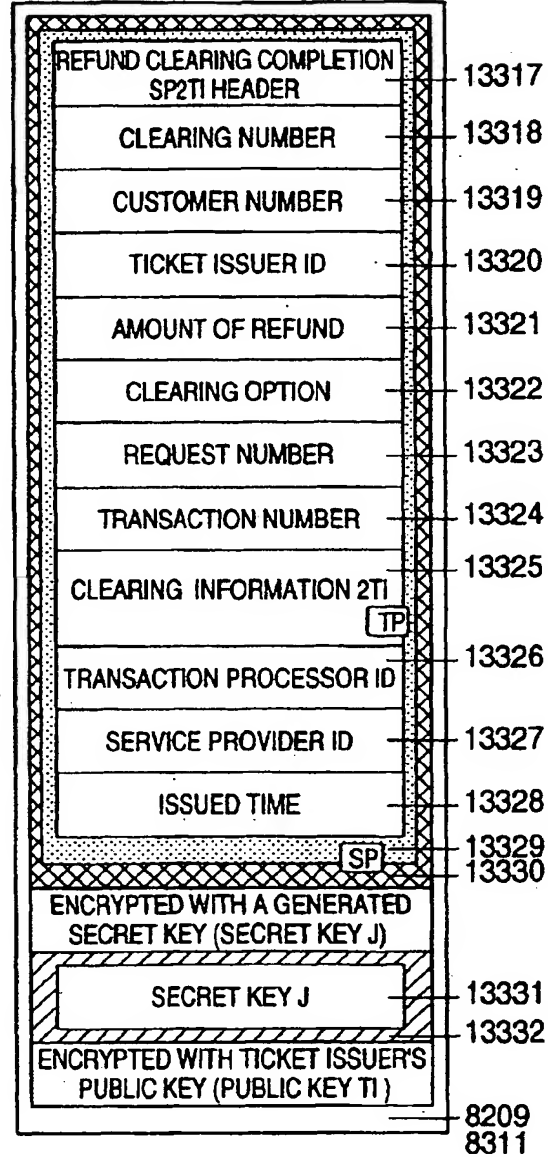 REFUND CLEARING COMPLETION
SP2TI HEADER
13317
CLEARING NUMBER
13318
CUSTOMER NUMBER
13319
TICKET ISSUER ID
13320
AMOUNT OF REFUND
13321
CLEARING OPTION
13322
REQUEST NUMBER
13323
TRANSACTION NUMBER
13324
13325
CLEARING INFORMATION 2TI
TP
13326
TRANSACTION PROCESSOR ID
SERVICE PROVIDER ID
13327
ISSUED TIME
13328
13329
SP
13330
ENCRYPTED WITH A GENERATED
SECRET KEY (SECRET KEY J)
SECRET KEY J
13331
13332
ENCRYPTED WITH TICKET ISSUER'S
PUBLIC KEY (PUBLIC KEY TI)
8209
8311